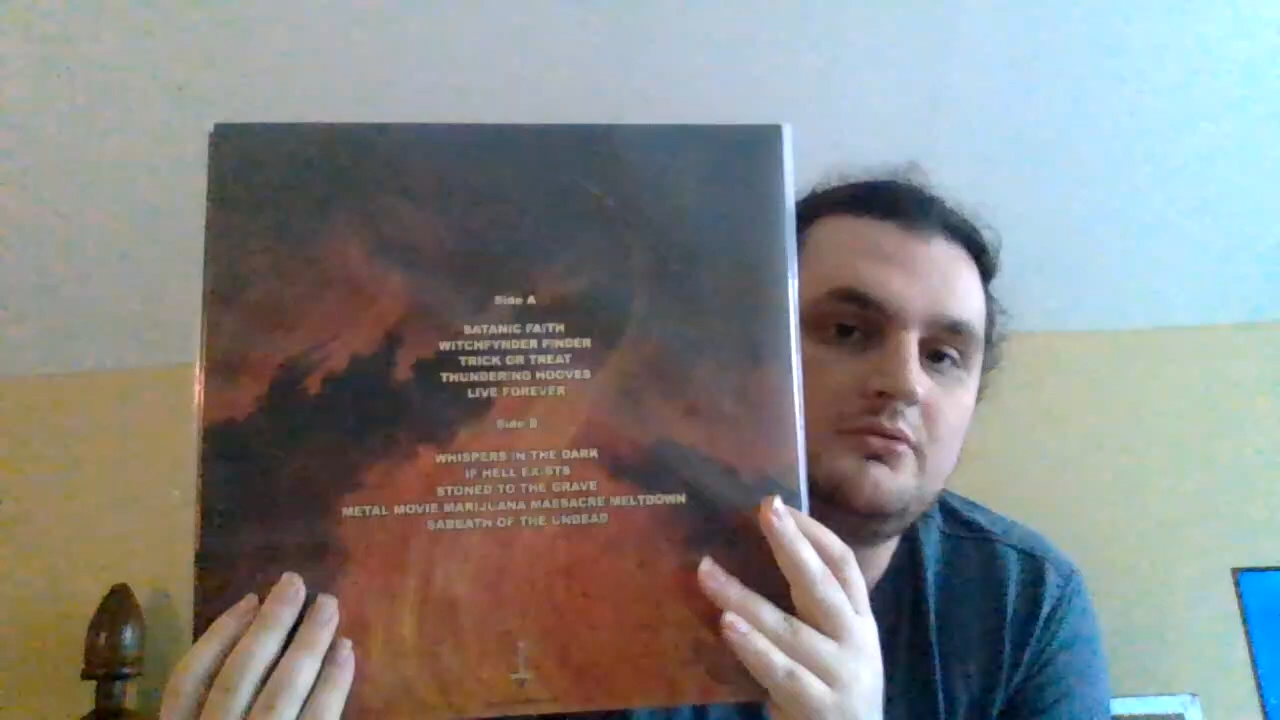 Side A
SATANIC FAITH
WITCHFYNDER FINDER
TRICK OR TREAT
THUNDERING HOOVES
LIVE FOREVER
Side B
WHISPERS IN THE DARK
IF HELL EXISTS
STONED TO THE GRAVE
METAL MOVIE MARIJUANA MASSACRE MELTDOWN
SABBATH OF THE UNDEAD